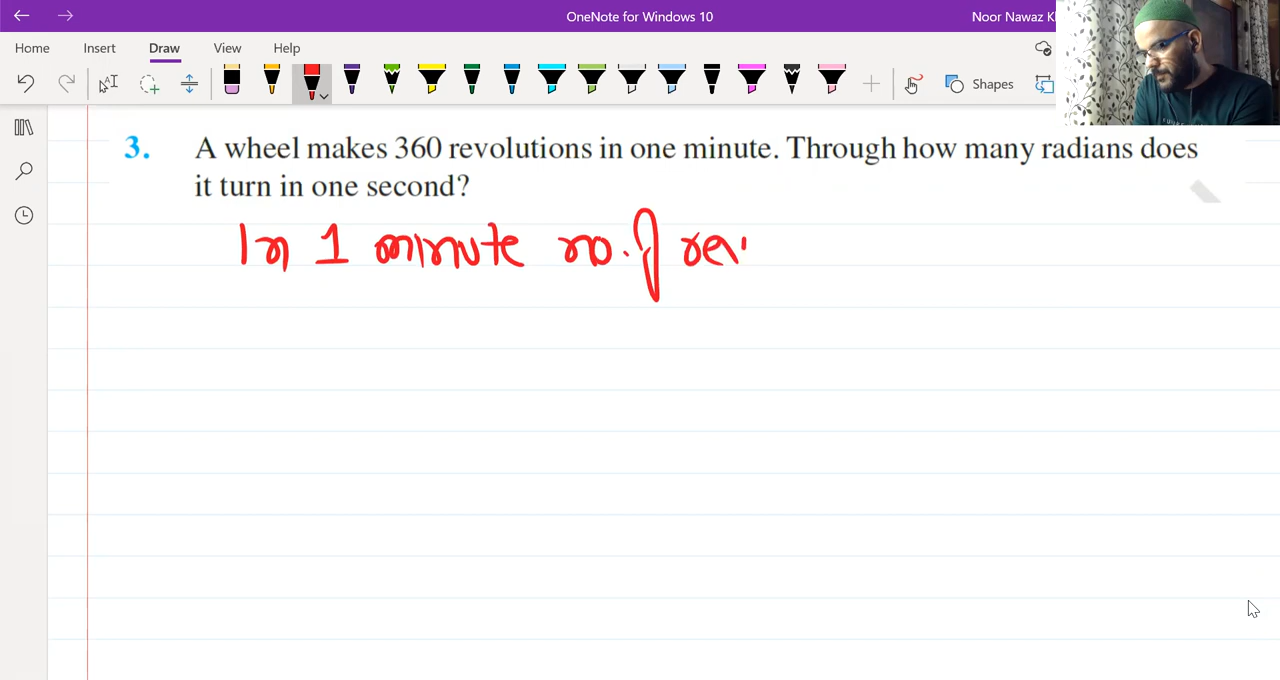 OneNote for Windows 10
Noor Nawaz Kh
Home Insert Draw View Help
Shapes
3. A wheel makes 360 revolutions in one minute. Through how many radians does
it turn in one second?
In 1 minute no. of rev